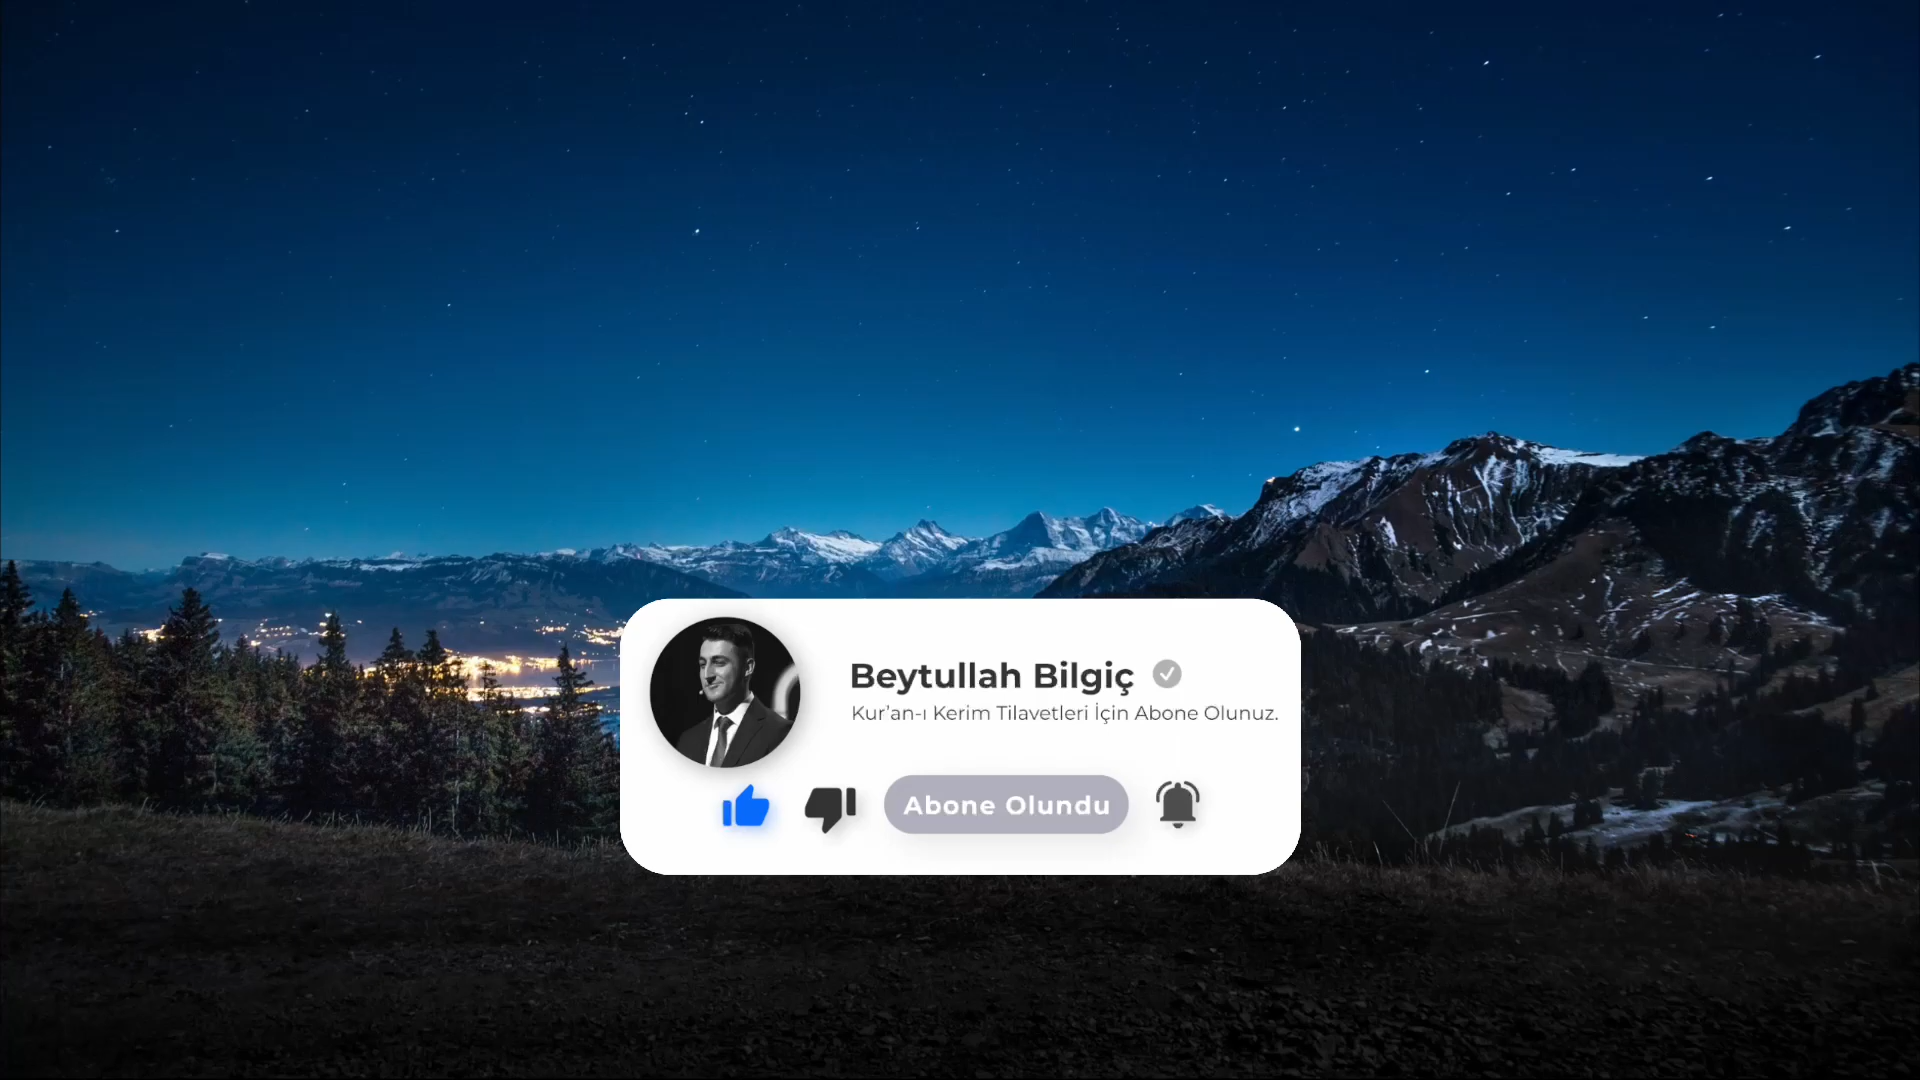 Beytullah Bilgiç
Kur'an-ı Kerim Tilavetleri İçin Abone Olunuz.
Abone Olundu